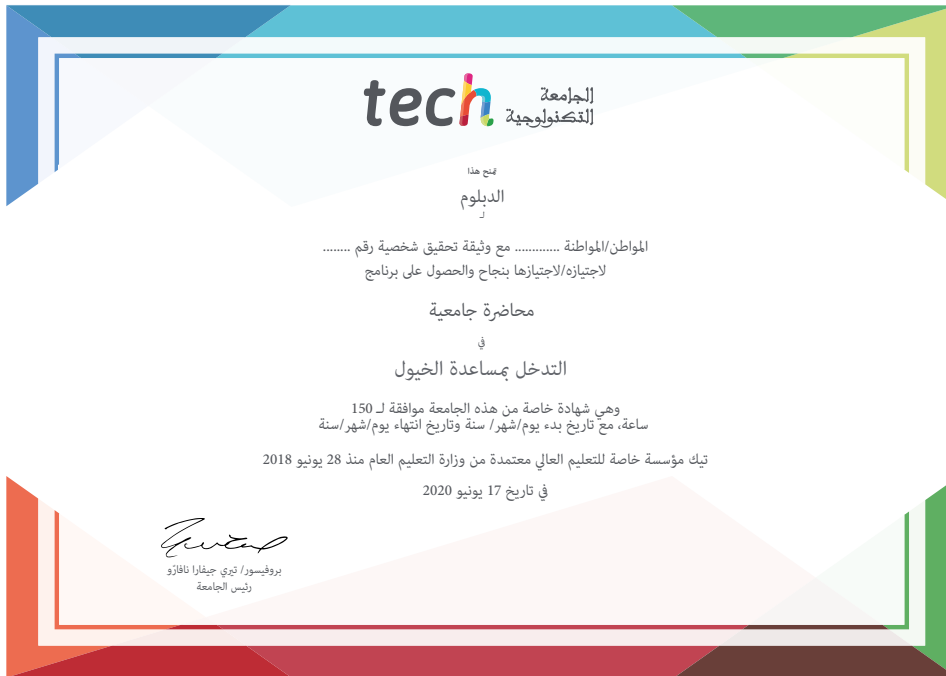 tech الجامعة
التكنولوجية
يمنح هذا
الدبلوم
لـ
المواطن/المواطنة ............. مع وثيقة تحقيق شخصية رقم ........
لاجتيازه/لاجتيازها بنجاح والحصول على برنامج
محاضرة جامعية
في
التدخل بمساعدة الخيول
وهي شهادة خاصة من هذه الجامعة موافقة لـ 150
ساعة، مع تاريخ بدء يوم/شهر/ سنة وتاريخ انتهاء يوم/شهر/سنة
تيك مؤسسة خاصة للتعليم العالي معتمدة من وزارة التعليم العام منذ 28 يونيو 2018
في تاريخ 17 يونيو 2020
بروفيسور/ تيري جيفارا نافارّو
رئيس الجامعة